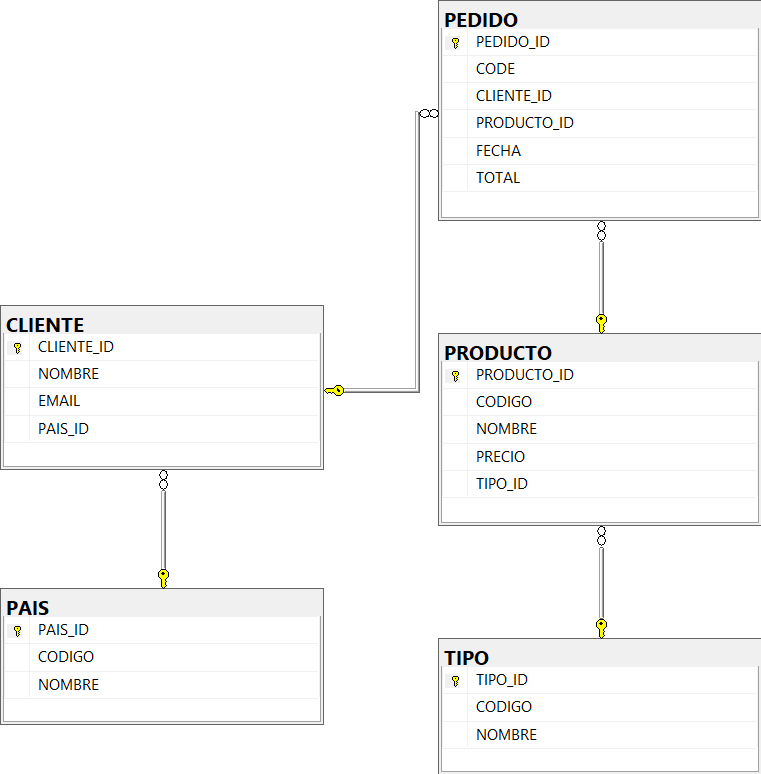 PEDIDO
PEDIDO_ID
CODE
CLIENTE_ID
PRODUCTO_ID
FECHA
TOTAL
CLIENTE
CLIENTE_ID
NOMBRE
EMAIL
PAIS_ID
PRODUCTO
PRODUCTO_ID
CODIGO
NOMBRE
PRECIO
TIPO_ID
PAIS
PAIS_ID
CODIGO
NOMBRE
TIPO
TIPO_ID
CODIGO
NOMBRE